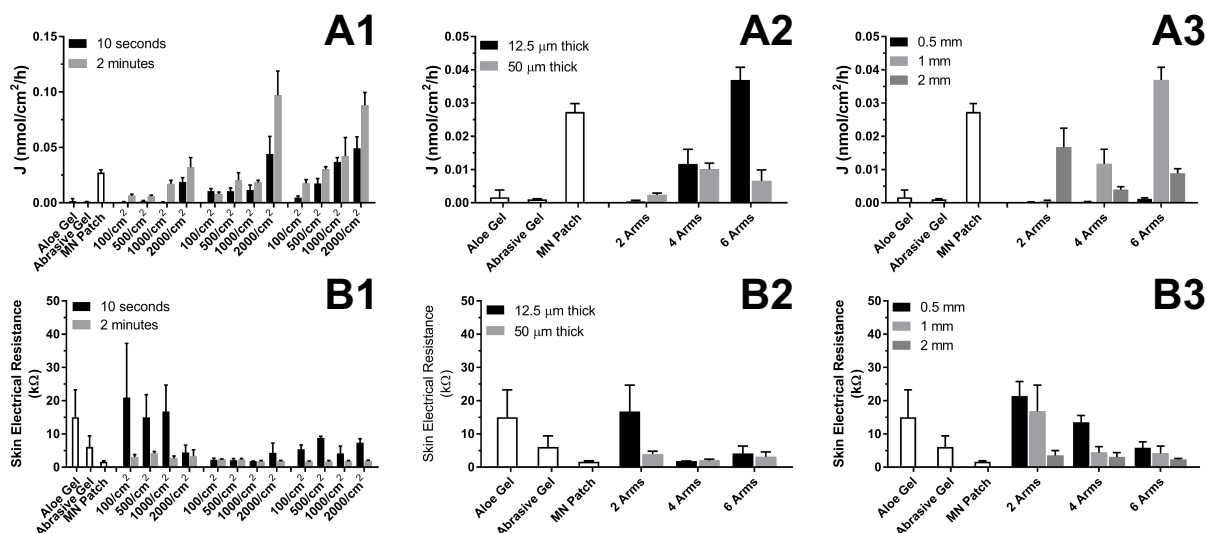 A1
0.15
0.10
0.05
0.00
J (nmol/cm2/h)
10 seconds
2 minutes
Aloe Gel
Abrasive Gel
MN Patch
100/cm2
500/cm2
1000/cm2
2000/cm2
100/cm2
500/cm2
1000/cm2
2000/cm2
100/cm2
500/cm2
1000/cm2
2000/cm2
A2
0.05
0.04
0.03
0.02
0.01
0.00
J (nmol/cm2/h)
12.5 μm thick
50 μm thick
Aloe Gel
Abrasive Gel
MN Patch
2 Arms
4 Arms
6 Arms
A3
0.05
0.04
0.03
0.02
0.01
0.00
J (nmol/cm2/h)
0.5 mm
1 mm
2 mm
Aloe Gel
Abrasive Gel
MN Patch
2 Arms
4 Arms
6 Arms
B1
50
40
30
20
10
0
Skin Electrical Resistance
(kΩ)
10 seconds
2 minutes
Aloe Gel
Abrasive Gel
MN Patch
100/cm2
500/cm2
1000/cm2
2000/cm2
100/cm2
500/cm2
1000/cm2
2000/cm2
100/cm2
500/cm2
1000/cm2
2000/cm2
B2
50
40
30
20
10
0
Skin Electrical Resistance
(kΩ)
12.5 μm thick
50 μm thick
Aloe Gel
Abrasive Gel
MN Patch
2 Arms
4 Arms
6 Arms
B3
50
40
30
20
10
0
Skin Electrical Resistance
(kΩ)
0.5 mm
1 mm
2 mm
Aloe Gel
Abrasive Gel
MN Patch
2 Arms
4 Arms
6 Arms